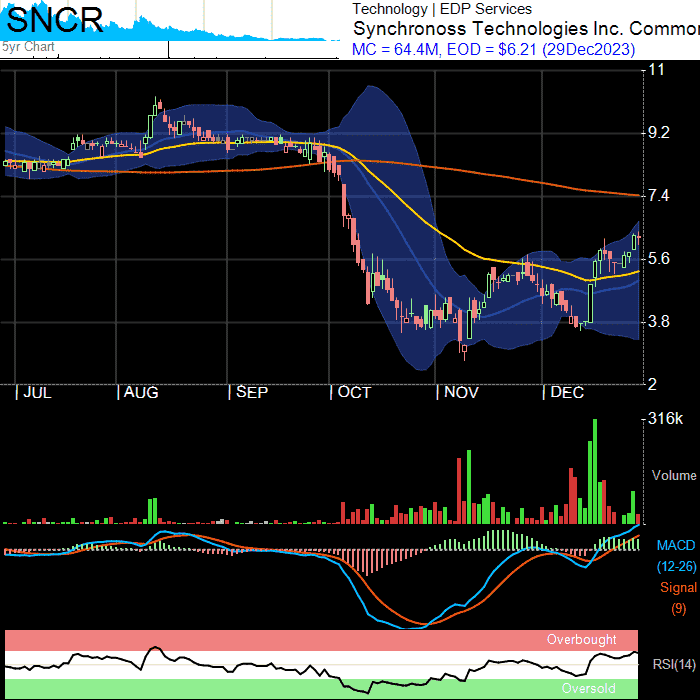 SNCR
5yr Chart
Technology | EDP Services
Synchronoss Technologies Inc. Common
MC = 64.4M, EOD = $6.21 (29Dec2023)
11
9.2
7.4
5.6
3.8
2
JUL AUG SEP OCT NOV DEC
316k
Volume
MACD
(12-26)
Signal
(9)
Overbought
RSI(14)
Oversold